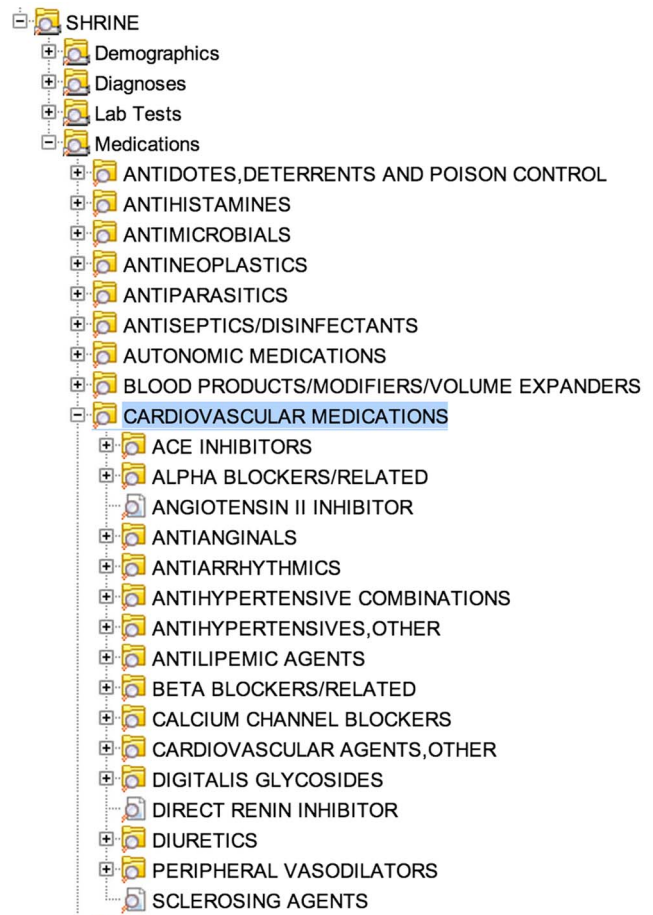 SHRINE
Demographics
Diagnoses
Lab Tests
Medications
ANTIDOTES,DETERRENTS AND POISON CONTROL
ANTIHISTAMINES
ANTIMICROBIALS
ANTINEOPLASTICS
ANTIPARASITICS
ANTISEPTICS/DISINFECTANTS
AUTONOMIC MEDICATIONS
BLOOD PRODUCTS/MODIFIERS/VOLUME EXPANDERS
CARDIOVASCULAR MEDICATIONS
ACE INHIBITORS
ALPHA BLOCKERS/RELATED
ANGIOTENSIN II INHIBITOR
ANTIANGINALS
ANTIARRHYTHMICS
ANTIHYPERTENSIVE COMBINATIONS
ANTIHYPERTENSIVES,OTHER
ANTILIPEMIC AGENTS
BETA BLOCKERS/RELATED
CALCIUM CHANNEL BLOCKERS
CARDIOVASCULAR AGENTS,OTHER
DIGITALIS GLYCOSIDES
DIRECT RENIN INHIBITOR
DIURETICS
PERIPHERAL VASODILATORS
SCLEROSING AGENTS